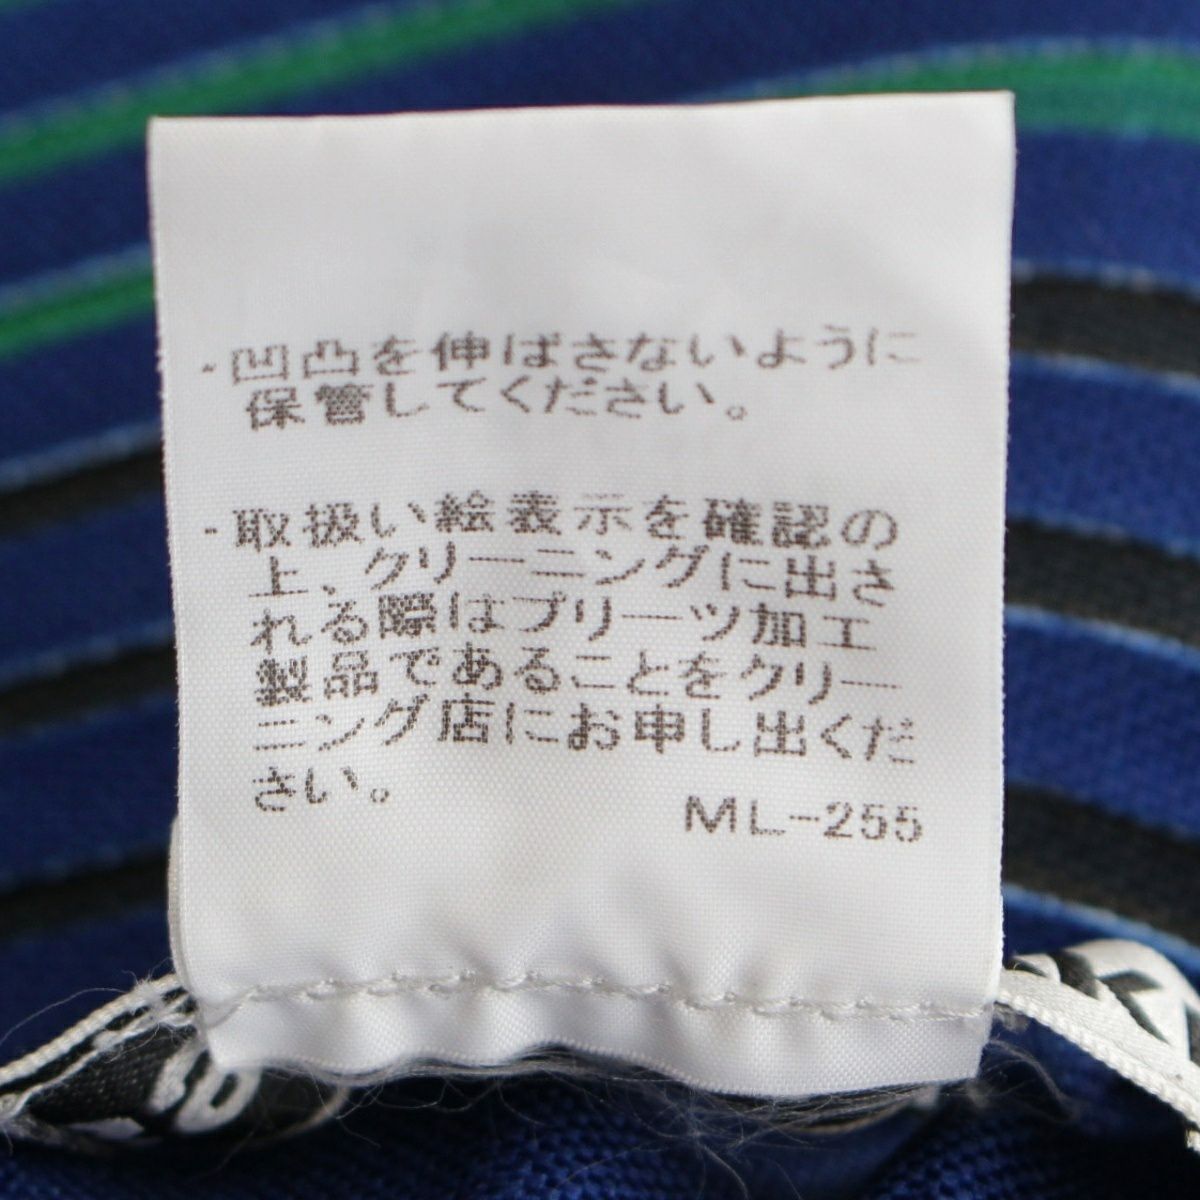 ・凹凸を伸ばさないように
保管してください。
・取扱い絵表示を確認の
上、クリーニングに出さ
れる際はプリーツ加工
製品であることをクリー
ニング店にお申し出くだ
さい。
ML-255